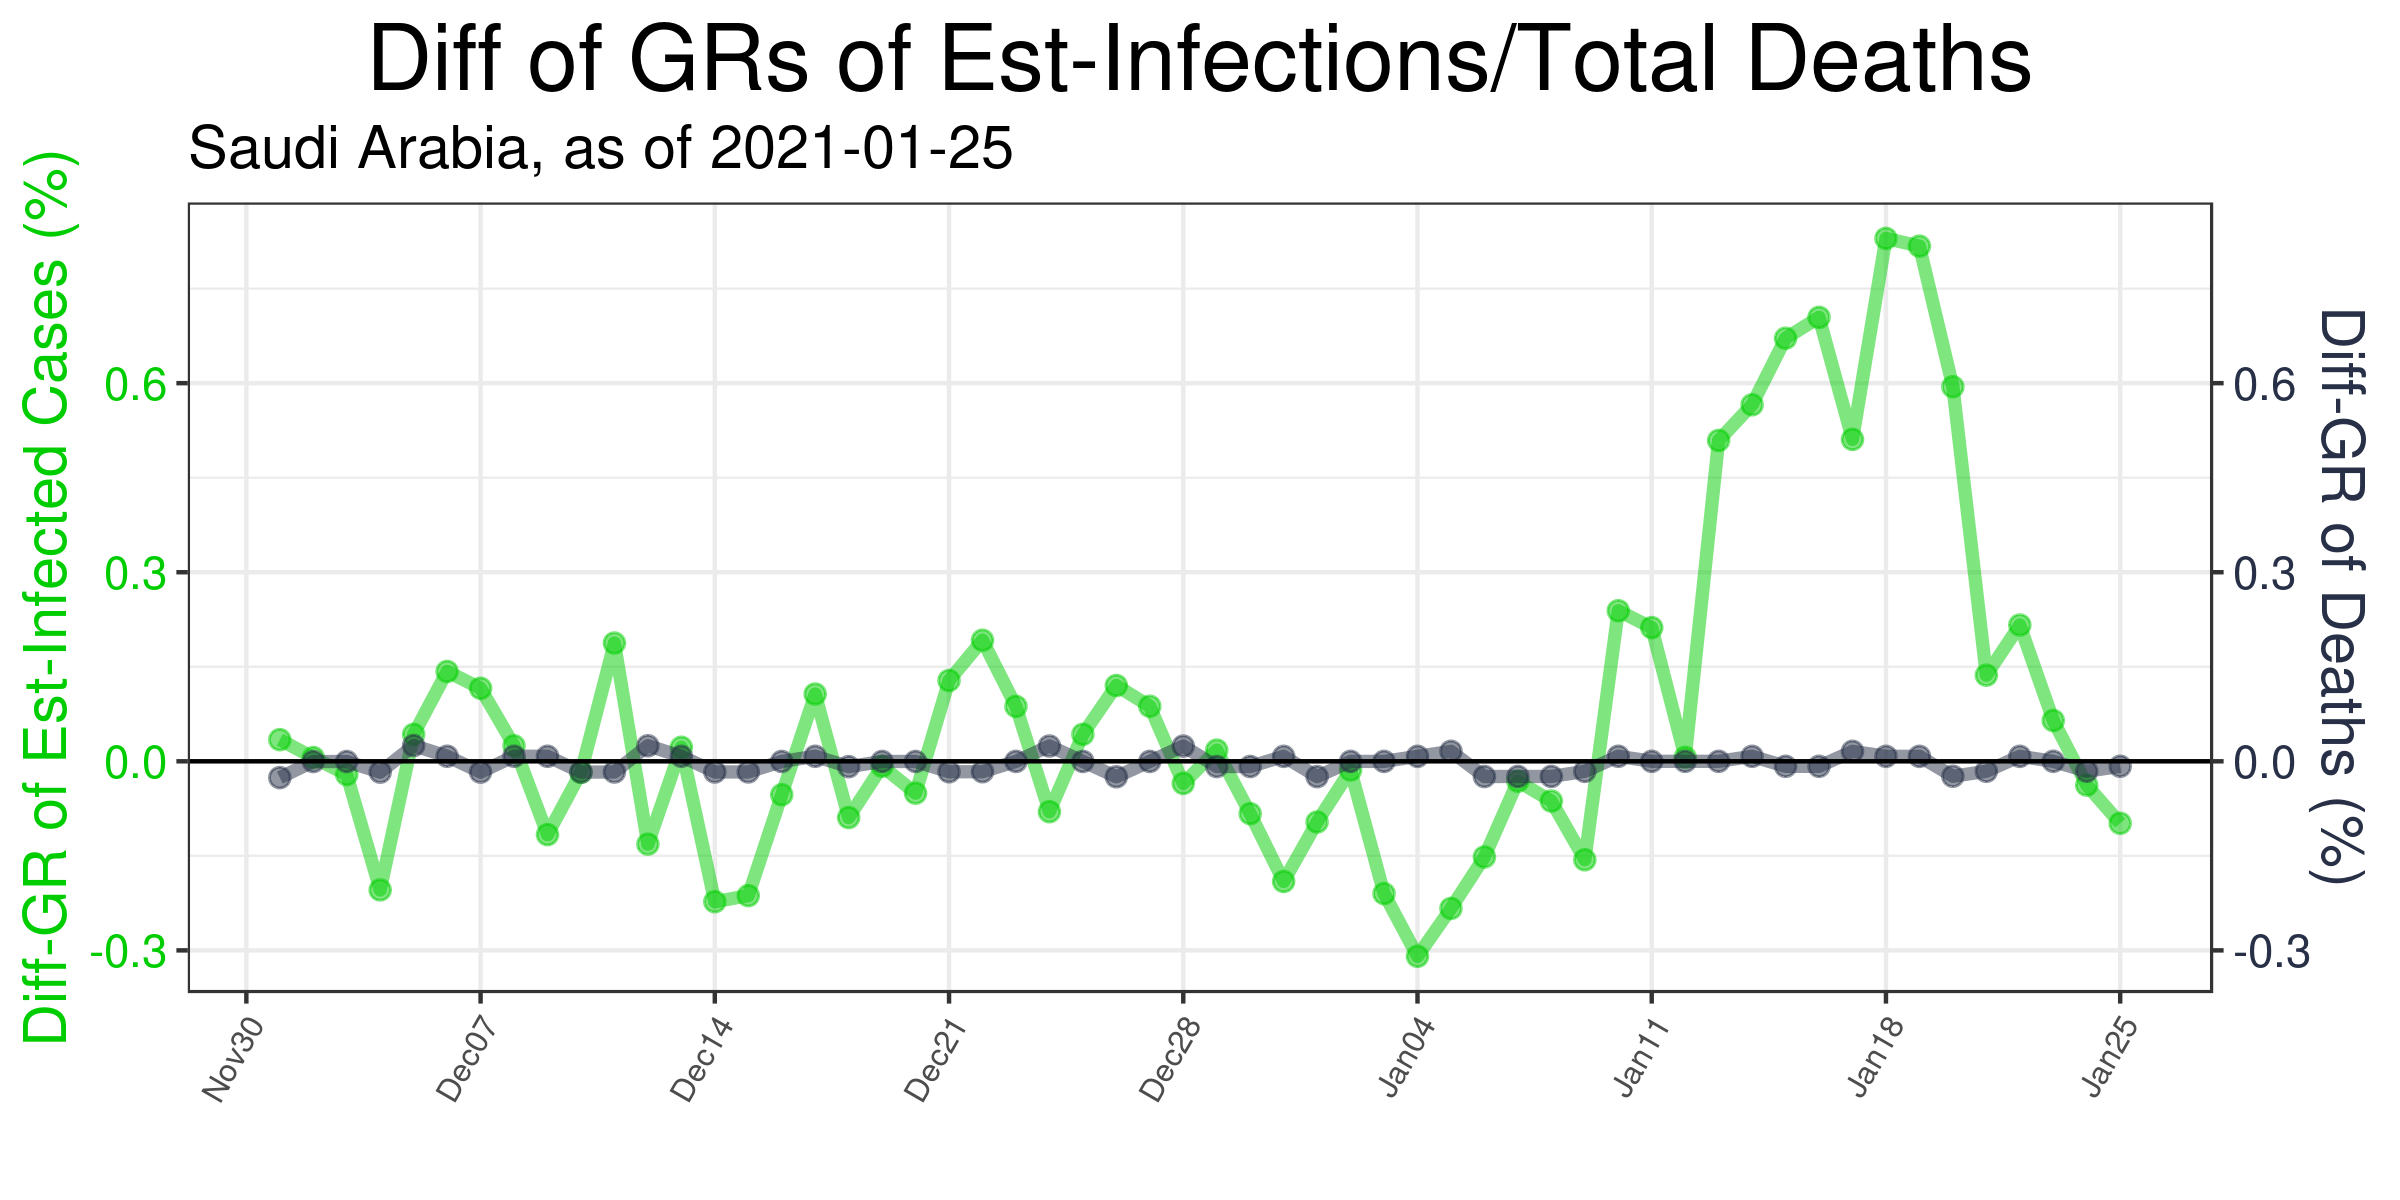 Diff of GRs of Est-Infections/Total Deaths
Saudi Arabia, as of 2021-01-25
Diff-GR of Est-Infected Cases (%)
0.6
0.3
0.0
-0.3
0.6
0.3
0.0
-0.3
Diff-GR of Deaths (%)
Nov30
Dec07
Dec14
Dec21
Dec28
Jan04
Jan11
Jan18
Jan25